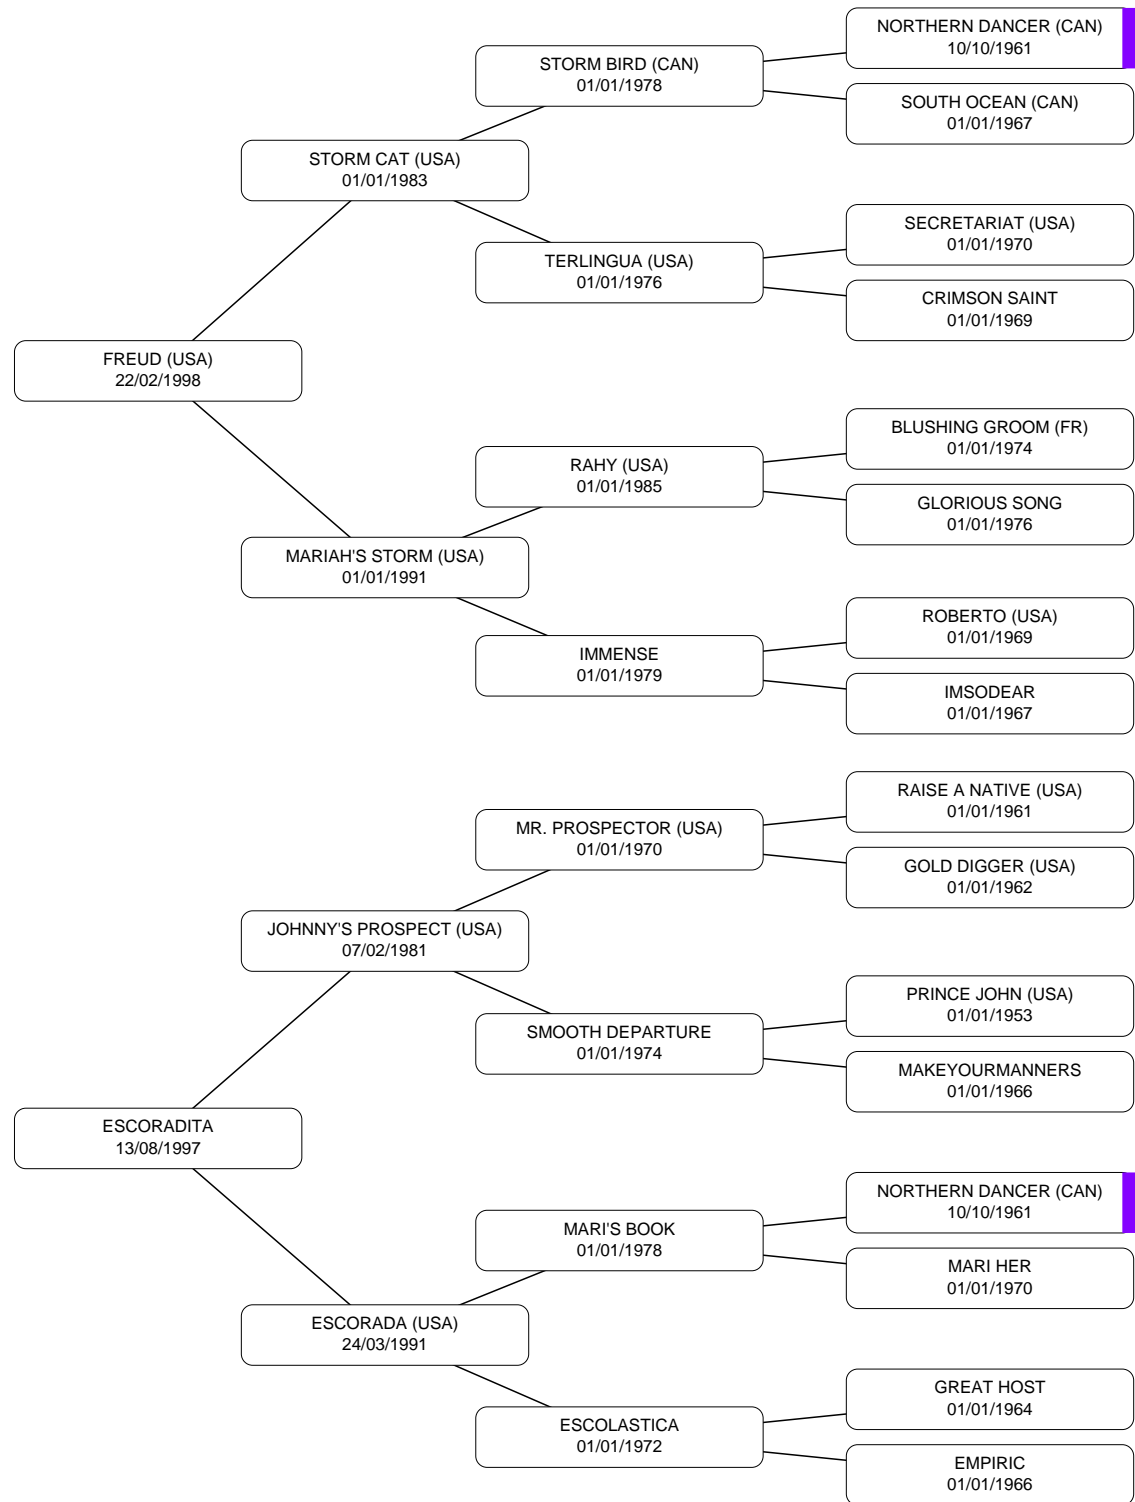 NORTHERN DANCER (CAN)
10/10/1961
STORM BIRD (CAN)
01/01/1978
SOUTH OCEAN (CAN)
01/01/1967
STORM CAT (USA)
01/01/1983
SECRETARIAT (USA)
01/01/1970
TERLINGUA (USA)
01/01/1976
CRIMSON SAINT
01/01/1969
FREUD (USA)
22/02/1998
BLUSHING GROOM (FR)
01/01/1974
RAHY (USA)
01/01/1985
GLORIOUS SONG
01/01/1976
MARIAH'S STORM (USA)
01/01/1991
ROBERTO (USA)
01/01/1969
IMMENSE
01/01/1979
IMSODEAR
01/01/1967
RAISE A NATIVE (USA)
01/01/1961
MR. PROSPECTOR (USA)
01/01/1970
GOLD DIGGER (USA)
01/01/1962
JOHNNY'S PROSPECT (USA)
07/02/1981
PRINCE JOHN (USA)
01/01/1953
SMOOTH DEPARTURE
01/01/1974
MAKEYOURMANNERS
01/01/1966
ESCORADITA
13/08/1997
NORTHERN DANCER (CAN)
10/10/1961
MARI'S BOOK
01/01/1978
MARI HER
01/01/1970
ESCORADA (USA)
24/03/1991
GREAT HOST
01/01/1964
ESCOLASTICA
01/01/1972
EMPIRIC
01/01/1966